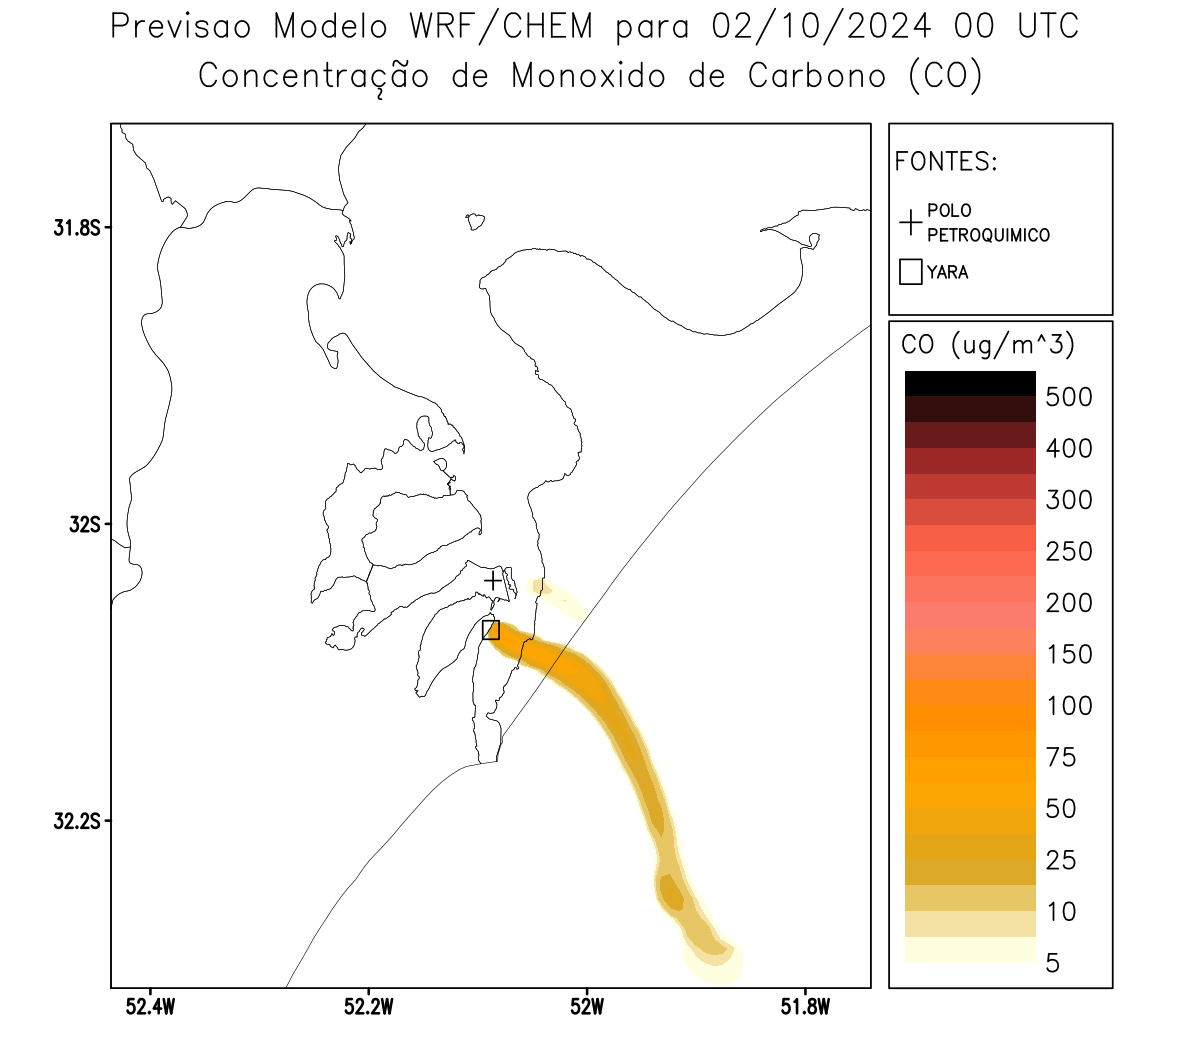 Previsao Modelo WRF/CHEM para 02/10/2024 00 UTC
Concentração de Monoxido de Carbono (CO)
FONTES:
POLO
PETROQUIMICO
YARA
CO (ug/m^3)
500
400
300
250
200
150
100
75
50
25
10
5
31.8S
32S
32.2S
52.4W
52.2W
52W
51.8W